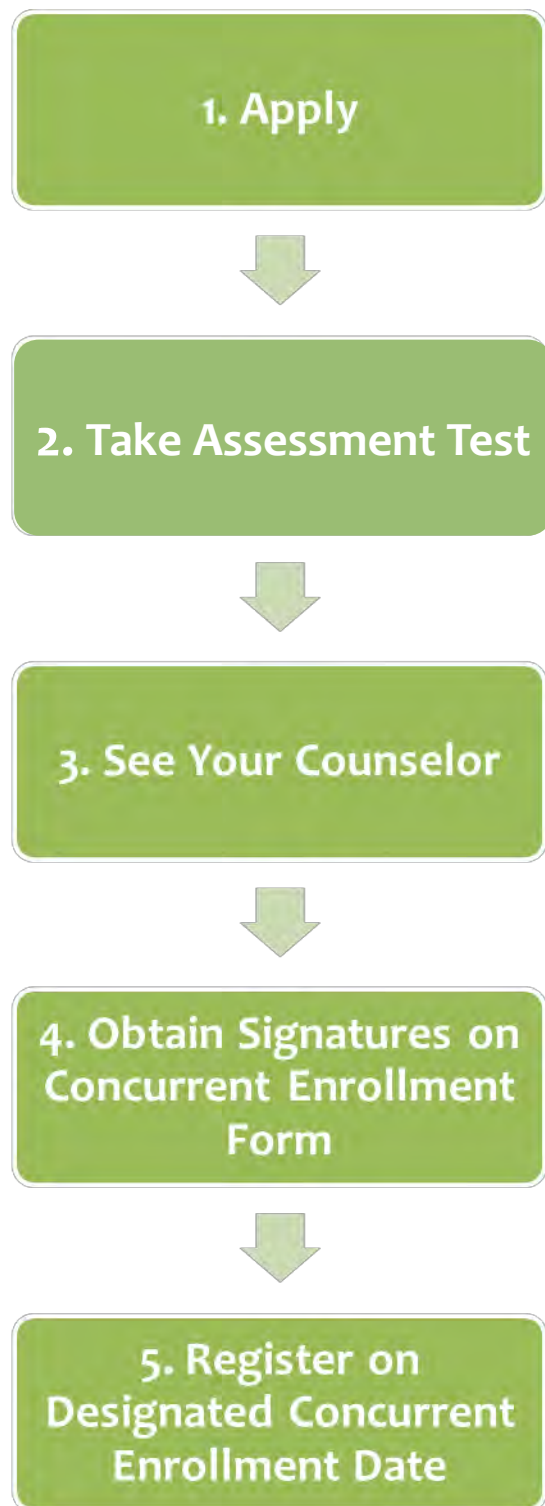 1. Apply
2. Take Assessment Test
3. See Your Counselor
4. Obtain Signatures on
Concurrent Enrollment
Form
5. Register on
Designated Concurrent
Enrollment Date